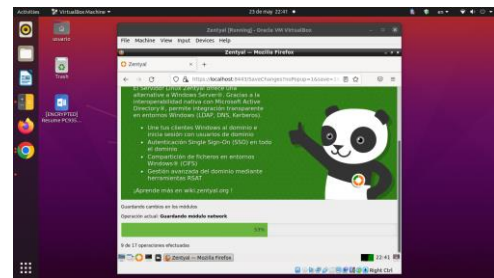 Activities
VirtualBox Machine
23 de may 22:41
Zentyal [Running] - Oracle VM VirtualBox
File Machine View Input Devices Help
Zentyal — Mozilla Firefox
Zentyal
https://localhost:8443/SaveChanges?noPopup=1&save=1
usuario
Trash
[ENCRYPTED]
El Servidor Linux Zentyal ofrece una
alternativa a Windows Server®. Gracias a la
interoperabilidad nativa con Microsoft Active
Directory®, permite integración transparente
en entornos Windows (LDAP, DNS, Kerberos).
Una tus clientes Windows al dominio e
inicia sesión con usuarios de dominio
Autenticación Single Sign-On (SSO) en todo
el dominio
Compartición de ficheros en entornos
Windows® (CIFS)
Gestión avanzada del dominio mediante
herramientas RSAT
¡Aprende más en wiki.zentyal.org !
Guardando cambios en los módulos
Operación actual: Guardando módulo network
53%
9 de 17 operaciones efectuadas
Zentyal — Mozilla Firefox
22:41
Right Ctrl